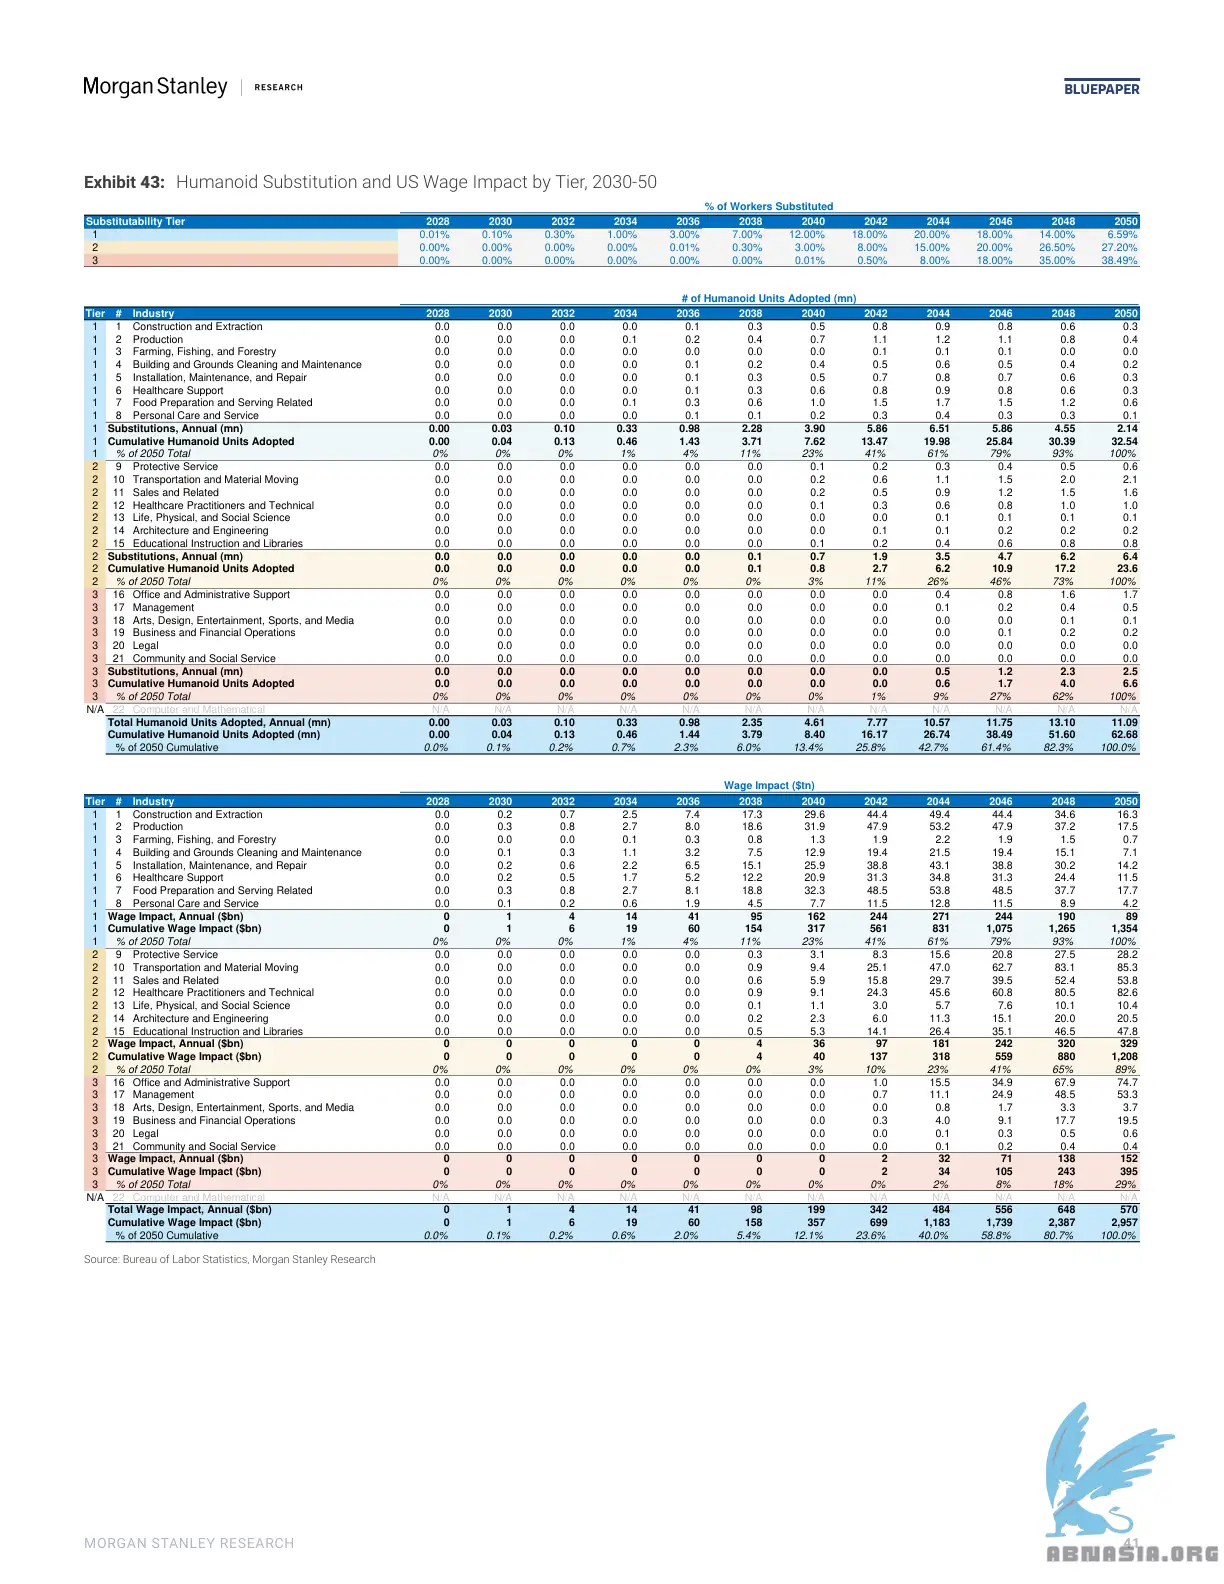 Morgan Stanley | RESEARCH
BLUEPAPER
Exhibit 43: Humanoid Substitution and US Wage Impact by Tier, 2030-50
% of Workers Substituted
Substitutability Tier 2028 2030 2032 2034 2036 2038 2040 2042 2044 2046 2048 2050
1 0.01% 0.10% 0.30% 1.00% 3.00% 7.00% 12.00% 18.00% 20.00% 18.00% 14.00% 6.59%
2 0.00% 0.00% 0.00% 0.00% 0.01% 0.30% 3.00% 8.00% 15.00% 20.00% 26.50% 27.20%
3 0.00% 0.00% 0.00% 0.00% 0.00% 0.00% 0.01% 0.50% 8.00% 18.00% 35.00% 38.49%
# of Humanoid Units Adopted (mn)
Tier # Industry 2028 2030 2032 2034 2036 2038 2040 2042 2044 2046 2048 2050
1 1 Construction and Extraction 0.0 0.0 0.0 0.0 0.1 0.3 0.5 0.8 0.9 0.8 0.6 0.3
1 2 Production 0.0 0.0 0.0 0.1 0.2 0.4 0.7 1.1 1.2 1.1 0.8 0.4
1 3 Farming, Fishing, and Forestry 0.0 0.0 0.0 0.0 0.0 0.0 0.0 0.1 0.1 0.1 0.0 0.0
1 4 Building and Grounds Cleaning and Maintenance 0.0 0.0 0.0 0.0 0.1 0.2 0.4 0.5 0.6 0.5 0.4 0.2
1 5 Installation, Maintenance, and Repair 0.0 0.0 0.0 0.0 0.1 0.3 0.5 0.7 0.8 0.7 0.6 0.3
1 6 Healthcare Support 0.0 0.0 0.0 0.0 0.1 0.3 0.6 0.8 0.9 0.8 0.6 0.3
1 7 Food Preparation and Serving Related 0.0 0.0 0.0 0.1 0.3 0.6 1.0 1.5 1.7 1.5 1.2 0.6
1 8 Personal Care and Service 0.0 0.0 0.0 0.0 0.1 0.1 0.2 0.3 0.4 0.3 0.3 0.1
1 Substitutions, Annual (mn) 0.00 0.03 0.10 0.33 0.98 2.28 3.90 5.86 6.51 5.86 4.55 2.14
1 Cumulative Humanoid Units Adopted 0.00 0.04 0.13 0.46 1.43 3.71 7.62 13.47 19.98 25.84 30.39 32.54
1 % of 2050 Total 0% 0% 0% 1% 4% 11% 23% 41% 61% 79% 93% 100%
2 9 Protective Service 0.0 0.0 0.0 0.0 0.0 0.0 0.1 0.2 0.3 0.4 0.5 0.6
2 10 Transportation and Material Moving 0.0 0.0 0.0 0.0 0.0 0.0 0.2 0.6 1.1 1.5 2.0 2.1
2 11 Sales and Related 0.0 0.0 0.0 0.0 0.0 0.0 0.2 0.5 0.9 1.2 1.5 1.6
2 12 Healthcare Practitioners and Technical 0.0 0.0 0.0 0.0 0.0 0.0 0.1 0.3 0.6 0.8 1.0 1.0
2 13 Life, Physical, and Social Science 0.0 0.0 0.0 0.0 0.0 0.0 0.0 0.0 0.1 0.1 0.1 0.1
2 14 Architecture and Engineering 0.0 0.0 0.0 0.0 0.0 0.0 0.0 0.1 0.1 0.2 0.2 0.2
2 15 Educational Instruction and Libraries 0.0 0.0 0.0 0.0 0.0 0.0 0.1 0.2 0.4 0.6 0.8 0.8
2 Substitutions, Annual (mn) 0.0 0.0 0.0 0.0 0.0 0.1 0.7 1.9 3.5 4.7 6.2 6.4
2 Cumulative Humanoid Units Adopted 0.0 0.0 0.0 0.0 0.0 0.1 0.8 2.7 6.2 10.9 17.2 23.6
2 % of 2050 Total 0% 0% 0% 0% 0% 0% 3% 11% 26% 46% 73% 100%
3 16 Office and Administrative Support 0.0 0.0 0.0 0.0 0.0 0.0 0.0 0.0 0.4 0.8 1.6 1.7
3 17 Management 0.0 0.0 0.0 0.0 0.0 0.0 0.0 0.0 0.1 0.2 0.4 0.5
3 18 Arts, Design, Entertainment, Sports, and Media 0.0 0.0 0.0 0.0 0.0 0.0 0.0 0.0 0.0 0.0 0.1 0.1
3 19 Business and Financial Operations 0.0 0.0 0.0 0.0 0.0 0.0 0.0 0.0 0.0 0.1 0.2 0.2
3 20 Legal 0.0 0.0 0.0 0.0 0.0 0.0 0.0 0.0 0.0 0.0 0.0 0.0
3 21 Community and Social Service 0.0 0.0 0.0 0.0 0.0 0.0 0.0 0.0 0.0 0.0 0.0 0.0
3 Substitutions, Annual (mn) 0.0 0.0 0.0 0.0 0.0 0.0 0.0 0.0 0.5 1.2 2.3 2.5
3 Cumulative Humanoid Units Adopted 0.0 0.0 0.0 0.0 0.0 0.0 0.0 0.0 0.6 1.7 4.0 6.6
3 % of 2050 Total 0% 0% 0% 0% 0% 0% 0% 1% 9% 27% 62% 100%
N/A 22 Computer and Mathematical N/A N/A N/A N/A N/A N/A N/A N/A N/A N/A N/A N/A
Total Humanoid Units Adopted, Annual (mn) 0.00 0.03 0.10 0.33 0.98 2.35 4.61 7.77 10.57 11.75 13.10 11.09
Cumulative Humanoid Units Adopted (mn) 0.00 0.04 0.13 0.46 1.44 3.79 8.40 16.17 26.74 38.49 51.60 62.68
% of 2050 Cumulative 0.0% 0.1% 0.2% 0.7% 2.3% 6.0% 13.4% 25.8% 42.7% 61.4% 82.3% 100.0%
Wage Impact ($tn)
Tier # Industry 2028 2030 2032 2034 2036 2038 2040 2042 2044 2046 2048 2050
1 1 Construction and Extraction 0.0 0.2 0.7 2.5 7.4 17.3 29.6 44.4 49.4 44.4 34.6 16.3
1 2 Production 0.0 0.3 0.8 2.7 8.0 18.6 31.9 47.9 53.2 47.9 37.2 17.5
1 3 Farming, Fishing, and Forestry 0.0 0.0 0.0 0.1 0.3 0.8 1.3 1.9 2.2 1.9 1.5 0.7
1 4 Building and Grounds Cleaning and Maintenance 0.0 0.1 0.3 1.1 3.2 7.5 12.9 19.4 21.5 19.4 15.1 7.1
1 5 Installation, Maintenance, and Repair 0.0 0.2 0.6 2.2 6.5 15.1 25.9 38.8 43.1 38.8 30.2 14.2
1 6 Healthcare Support 0.0 0.2 0.5 1.7 5.2 12.2 20.9 31.3 34.8 31.3 24.4 11.5
1 7 Food Preparation and Serving Related 0.0 0.3 0.8 2.7 8.1 18.8 32.3 48.5 53.8 48.5 37.7 17.7
1 8 Personal Care and Service 0.0 0.1 0.2 0.6 1.9 4.5 7.7 11.5 12.8 11.5 8.9 4.2
1 Wage Impact, Annual ($bn) 0 1 4 14 41 95 162 244 271 244 190 89
1 Cumulative Wage Impact ($bn) 0 1 6 19 60 154 317 561 831 1,075 1,265 1,354
1 % of 2050 Total 0% 0% 0% 1% 4% 11% 23% 41% 61% 79% 93% 100%
2 9 Protective Service 0.0 0.0 0.0 0.0 0.0 0.3 3.1 8.3 15.6 20.8 27.5 28.2
2 10 Transportation and Material Moving 0.0 0.0 0.0 0.0 0.0 0.9 9.4 25.1 47.0 62.7 83.1 85.3
2 11 Sales and Related 0.0 0.0 0.0 0.0 0.0 0.6 5.9 15.8 29.7 39.5 52.4 53.8
2 12 Healthcare Practitioners and Technical 0.0 0.0 0.0 0.0 0.0 0.9 9.1 24.3 45.6 60.8 80.5 82.6
2 13 Life, Physical, and Social Science 0.0 0.0 0.0 0.0 0.0 0.1 1.1 3.0 5.7 7.6 10.1 10.4
2 14 Architecture and Engineering 0.0 0.0 0.0 0.0 0.0 0.2 2.3 6.0 11.3 15.1 20.0 20.5
2 15 Educational Instruction and Libraries 0.0 0.0 0.0 0.0 0.0 0.5 5.3 14.1 26.4 35.1 46.5 47.8
2 Wage Impact, Annual ($bn) 0 0 0 0 0 4 36 97 181 242 320 329
2 Cumulative Wage Impact ($bn) 0 0 0 0 0 4 40 137 318 559 880 1,208
2 % of 2050 Total 0% 0% 0% 0% 0% 0% 3% 10% 23% 41% 65% 89%
3 16 Office and Administrative Support 0.0 0.0 0.0 0.0 0.0 0.0 0.0 1.0 15.5 34.9 67.9 74.7
3 17 Management 0.0 0.0 0.0 0.0 0.0 0.0 0.0 0.7 11.1 24.9 48.5 53.3
3 18 Arts, Design, Entertainment, Sports, and Media 0.0 0.0 0.0 0.0 0.0 0.0 0.0 0.0 0.8 1.7 3.3 3.7
3 19 Business and Financial Operations 0.0 0.0 0.0 0.0 0.0 0.0 0.0 0.3 4.0 9.1 17.7 19.5
3 20 Legal 0.0 0.0 0.0 0.0 0.0 0.0 0.0 0.0 0.1 0.3 0.5 0.6
3 21 Community and Social Service 0.0 0.0 0.0 0.0 0.0 0.0 0.0 0.0 0.1 0.2 0.4 0.4
3 Wage Impact, Annual ($bn) 0 0 0 0 0 0 0 2 32 71 138 152
3 Cumulative Wage Impact ($bn) 0 0 0 0 0 0 0 2 34 105 243 395
3 % of 2050 Total 0% 0% 0% 0% 0% 0% 0% 0% 2% 8% 18% 29%
N/A 22 Computer and Mathematical N/A N/A N/A N/A N/A N/A N/A N/A N/A N/A N/A N/A
Total Wage Impact, Annual ($bn) 0 1 4 14 41 98 199 342 484 556 648 570
Cumulative Wage Impact ($bn) 0 1 6 19 60 158 357 699 1,183 1,739 2,387 2,957
% of 2050 Cumulative 0.0% 0.1% 0.2% 0.6% 2.0% 5.4% 12.1% 23.6% 40.0% 58.8% 80.7% 100.0%
Source: Bureau of Labor Statistics, Morgan Stanley Research
MORGAN STANLEY RESEARCH
41
ABNASIA.ORG